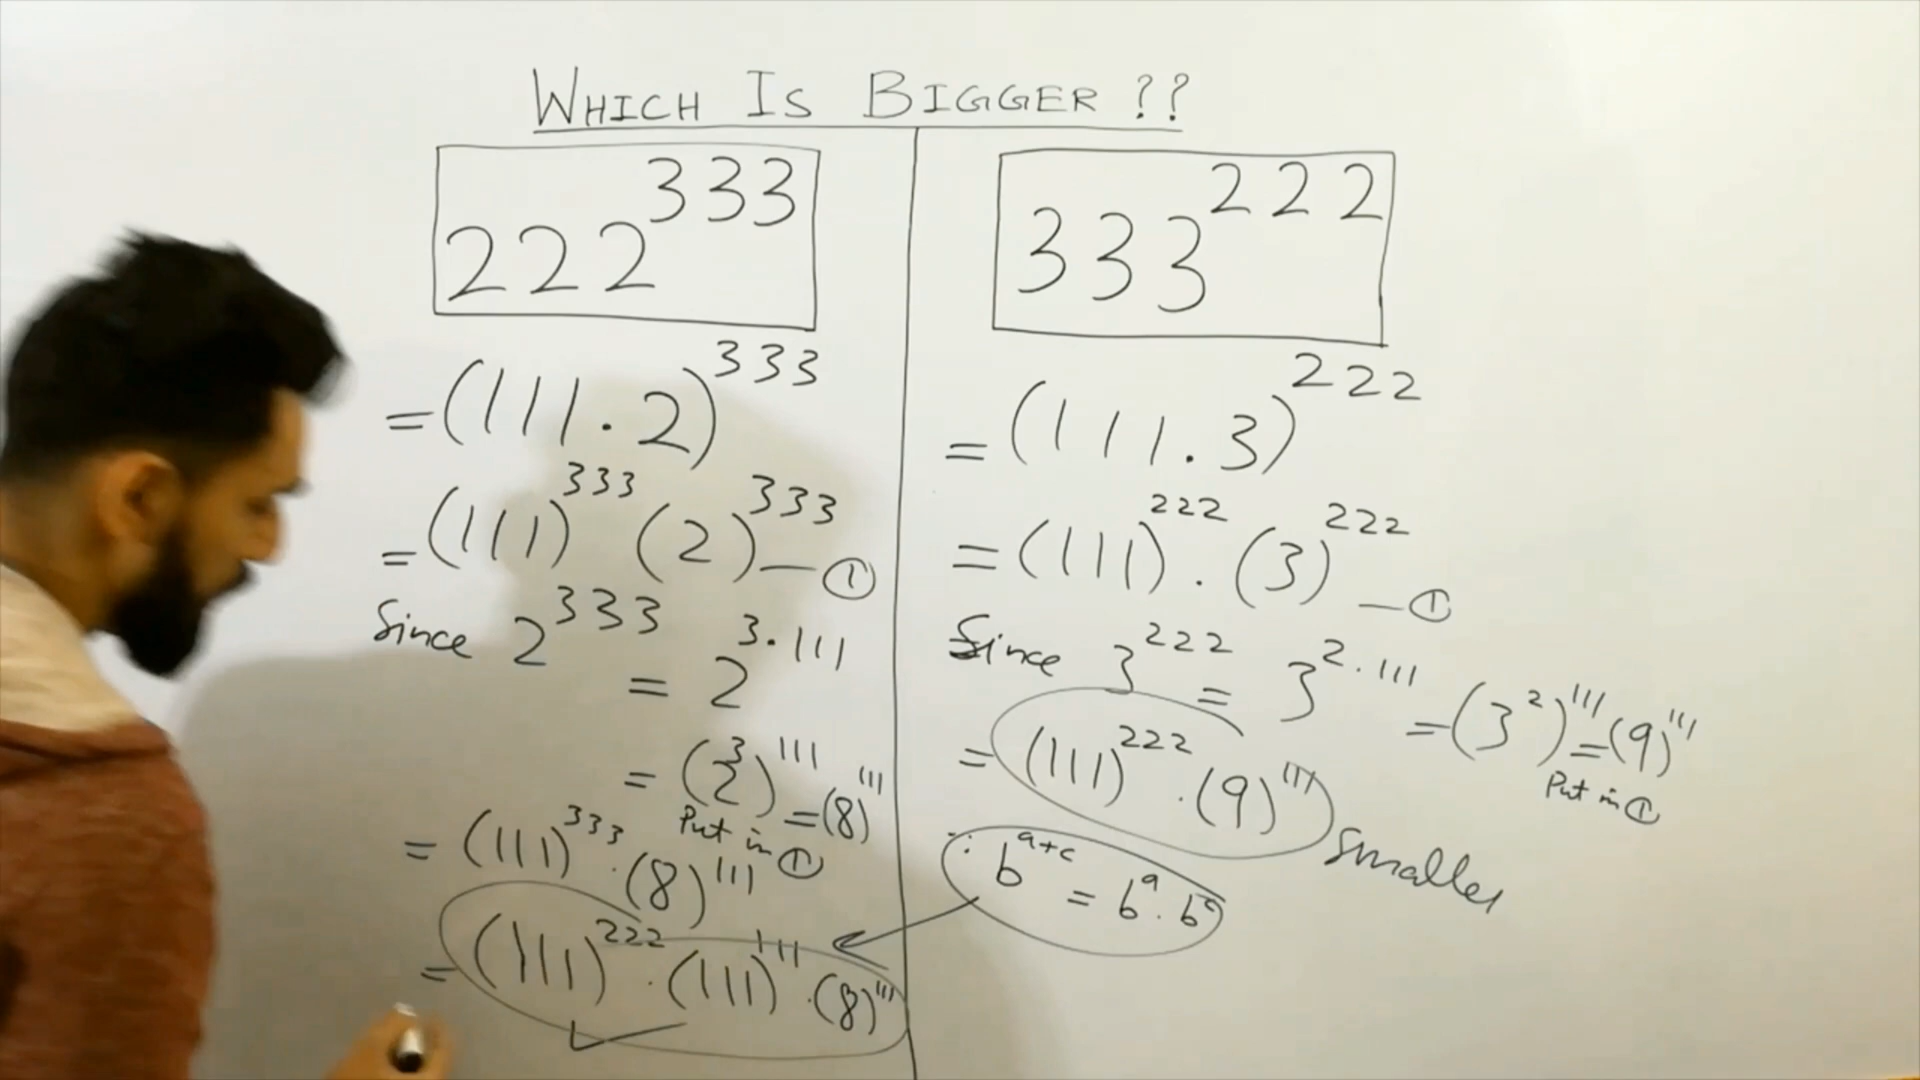 WHICH IS BIGGER ??
222^333
= (111 . 2)^333
= (111)^333 (2)^333 — ①
Since 2^333
= 2^3.111
= (2^3)^111 = (8)^111
Put in ①
= (111)^333 . (8)^111
= (111)^222 . (111)^111 . (8)^111
333^222
= (111 . 3)^222
= (111)^222 . (3)^222 — ①
Since 3^222 = 3^2.111 = (3^2)^111 = (9)^111
Put in ①
= (111)^222 . (9)^111 smaller
∵ b^a+c = b^a . b^c